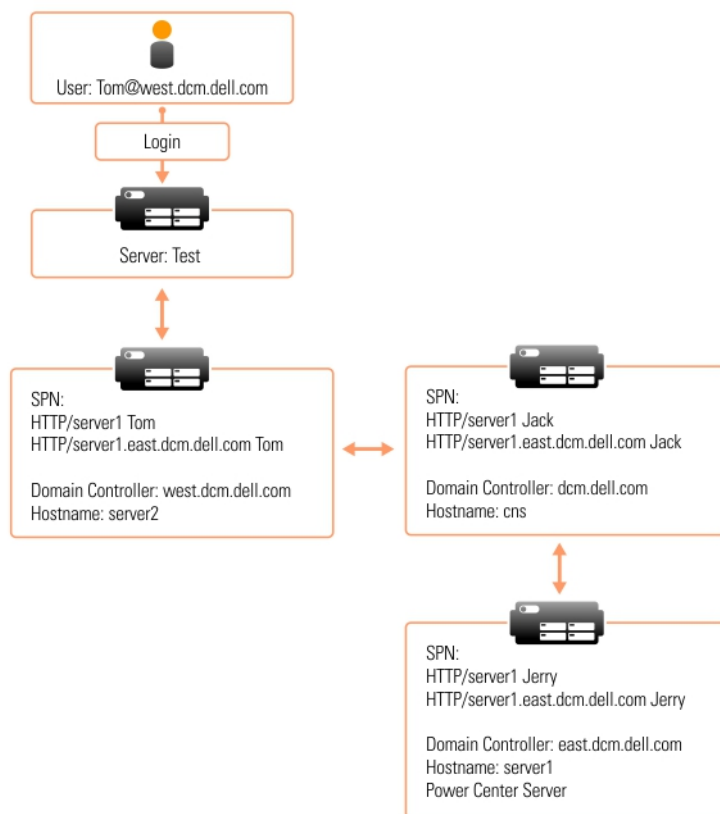 User: Tom@west.dcm.dell.com
Login
Server: Test
SPN:
HTTP/server1 Tom
HTTP/server1.east.dcm.dell.com Tom
Domain Controller: west.dcm.dell.com
Hostname: server2
SPN:
HTTP/server1 Jack
HTTP/server1.east.dcm.dell.com Jack
Domain Controller: dcm.dell.com
Hostname: cns
SPN:
HTTP/server1 Jerry
HTTP/server1.east.dcm.dell.com Jerry
Domain Controller: east.dcm.dell.com
Hostname: server1
Power Center Server